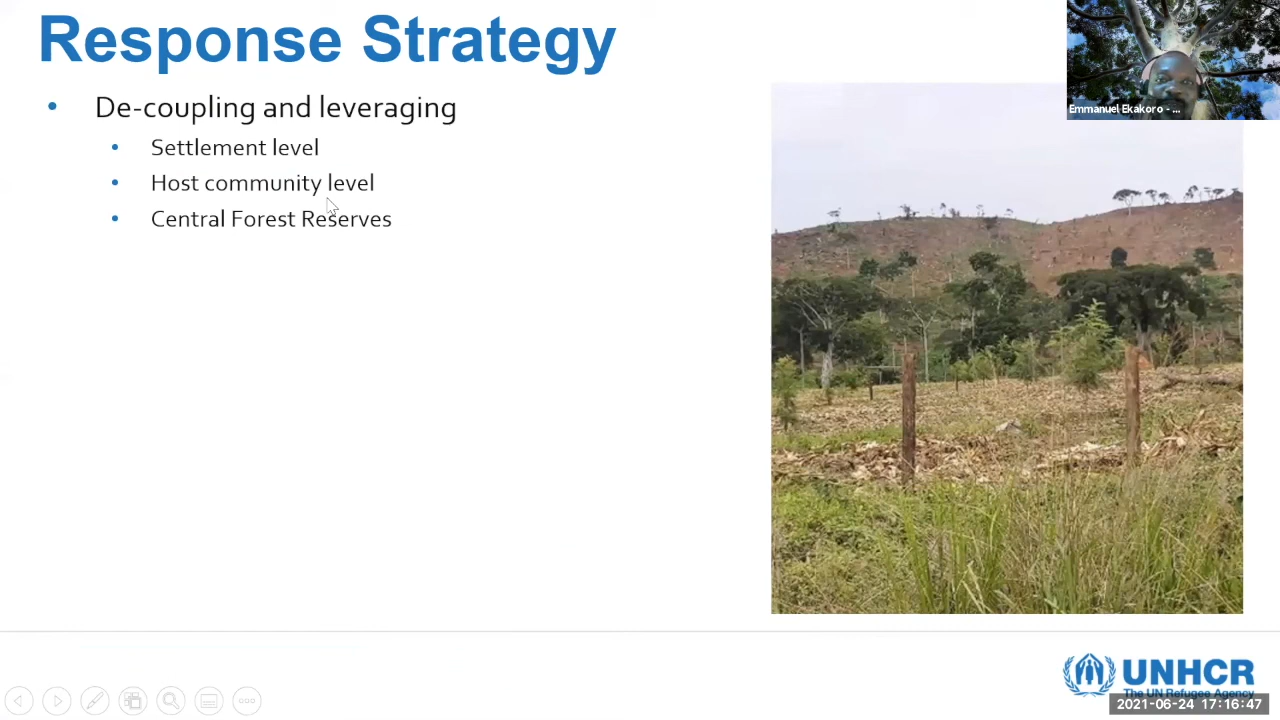 Response Strategy
De-coupling and leveraging
Settlement level
Host community level
Central Forest Reserves
Emmanuel Ekakoro - ...
UNHCR
The UN Refugee Agency
2021-06-24 17:16:47